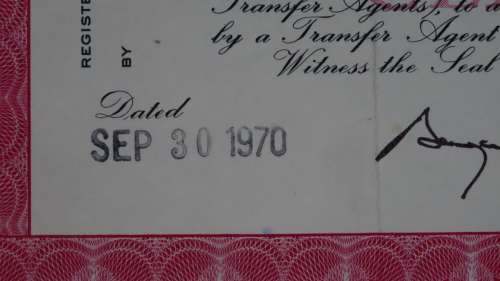 REGISTE
BY
Transfer Agents), to a
by a Transfer Agent
Witness the Seal
Dated
SEP 30 1970